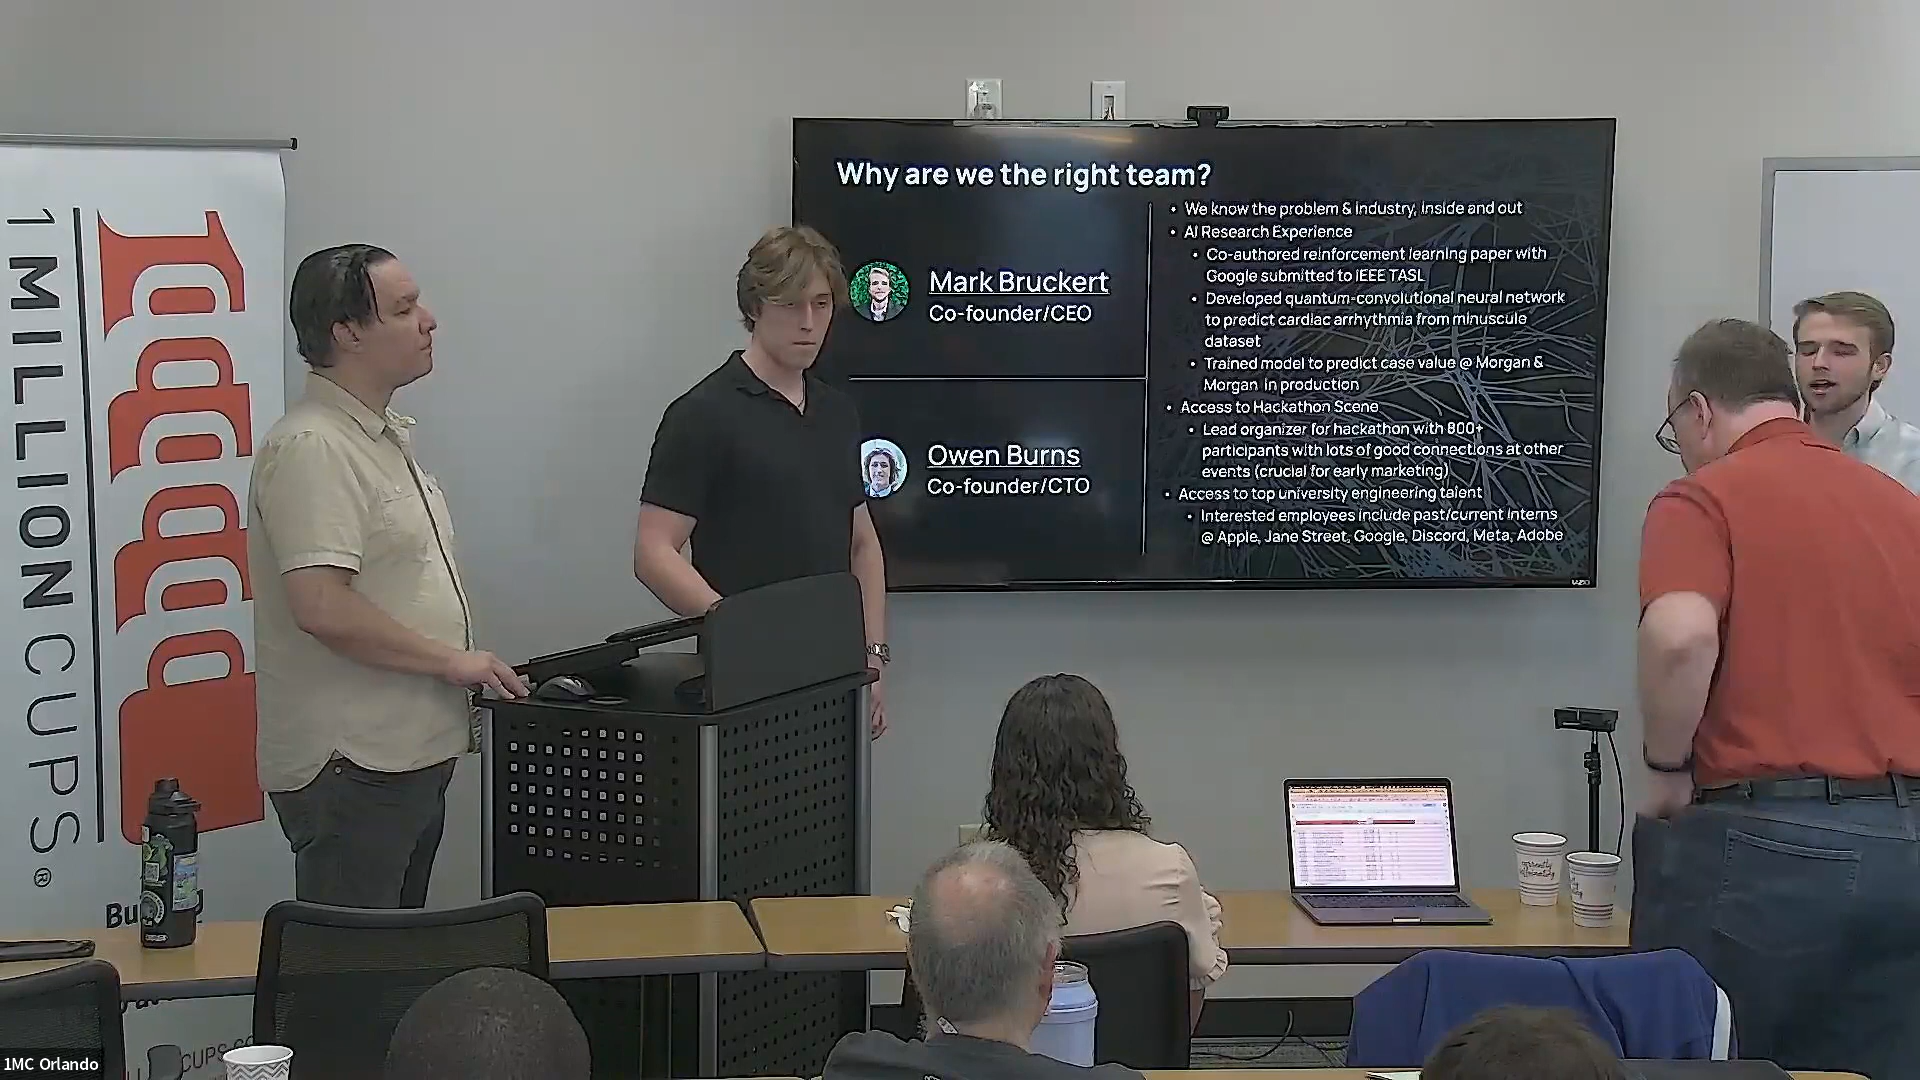 1 MILLION CUPS®
Why are we the right team?
Mark Bruckert
Co-founder/CEO
Owen Burns
Co-founder/CTO
• We know the problem & industry, inside and out
• AI Research Experience
• Co-authored reinforcement learning paper with
Google submitted to IEEE TASL
• Developed quantum-convolutional neural network
to predict cardiac arrhythmia from minuscule
dataset
• Trained model to predict case value @ Morgan &
Morgan in production
• Access to Hackathon Scene
• Lead organizer for hackathon with 800+
participants with lots of good connections at other
events (crucial for early marketing)
• Access to top university engineering talent
• Interested employees include past/current interns
@ Apple, Jane Street, Google, Discord, Meta, Adobe
VIZIO
1MC Orlando